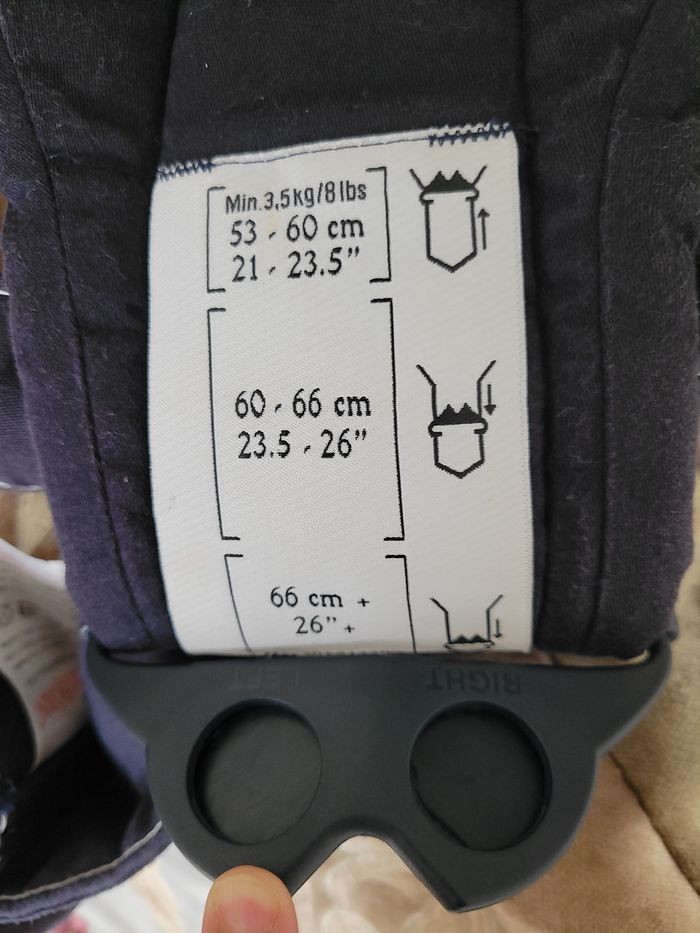 Min. 3,5kg/8lbs
53 - 60 cm
21 - 23.5”
60 - 66 cm
23.5 - 26”
66 cm +
26” +
LEFT
RIGHT